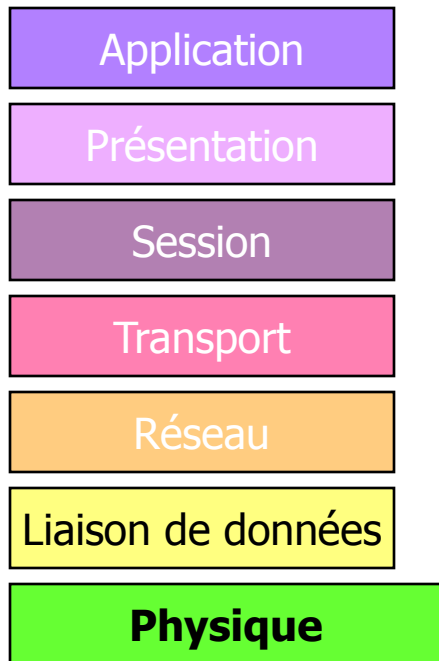 Application
Présentation
Session
Transport
Réseau
Liaison de données
Physique